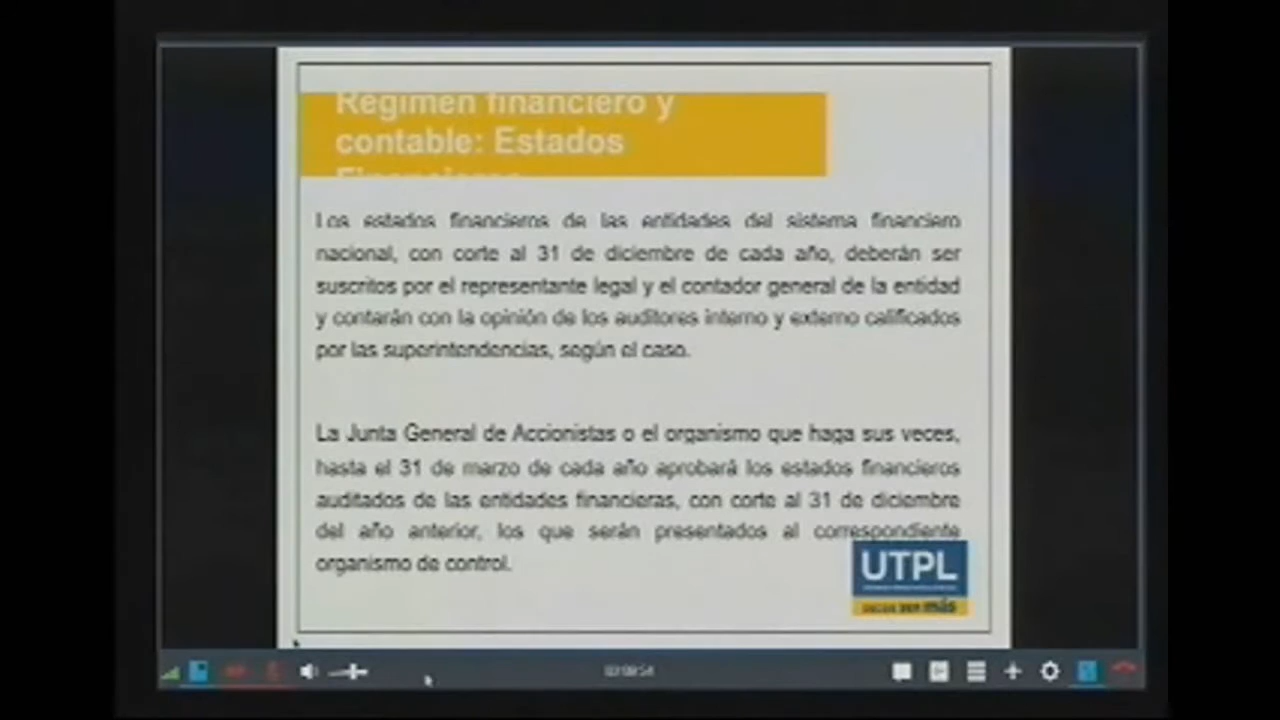 Régimen financiero y
contable: Estados
Financieros
Los estados financieros de las entidades del sistema financiero
nacional, con corte al 31 de diciembre de cada año, deberán ser
suscritos por el representante legal y el contador general de la entidad
y contarán con la opinión de los auditores interno y externo calificados
por las superintendencias, según el caso.
La Junta General de Accionistas o el organismo que haga sus veces,
hasta el 31 de marzo de cada año aprobará los estados financieros
auditados de las entidades financieras, con corte al 31 de diciembre
del año anterior, los que serán presentados al correspondiente
organismo de control.
UTPL
más